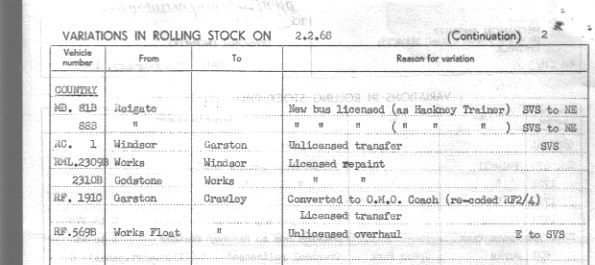 VARIATIONS IN ROLLING STOCK ON 2.2.68 (Continuation) 2
Vehicle number From To Reason for variation
COUNTRY
MB. 81B Reigate New bus licensed (as Hackney Trainer) SVS to NE
88B " " " " ( " " " ) SVS to NE
RC. 1 Windsor Garston Unlicensed transfer SVS
RML.2309B Works Windsor Licensed repaint
2310B Godstone Works " "
RF. 191C Garston Crawley Converted to O.M.O. Coach (re-coded RF2/4)
Licensed transfer
RF.569B Works Float " Unlicensed overhaul E to SVS